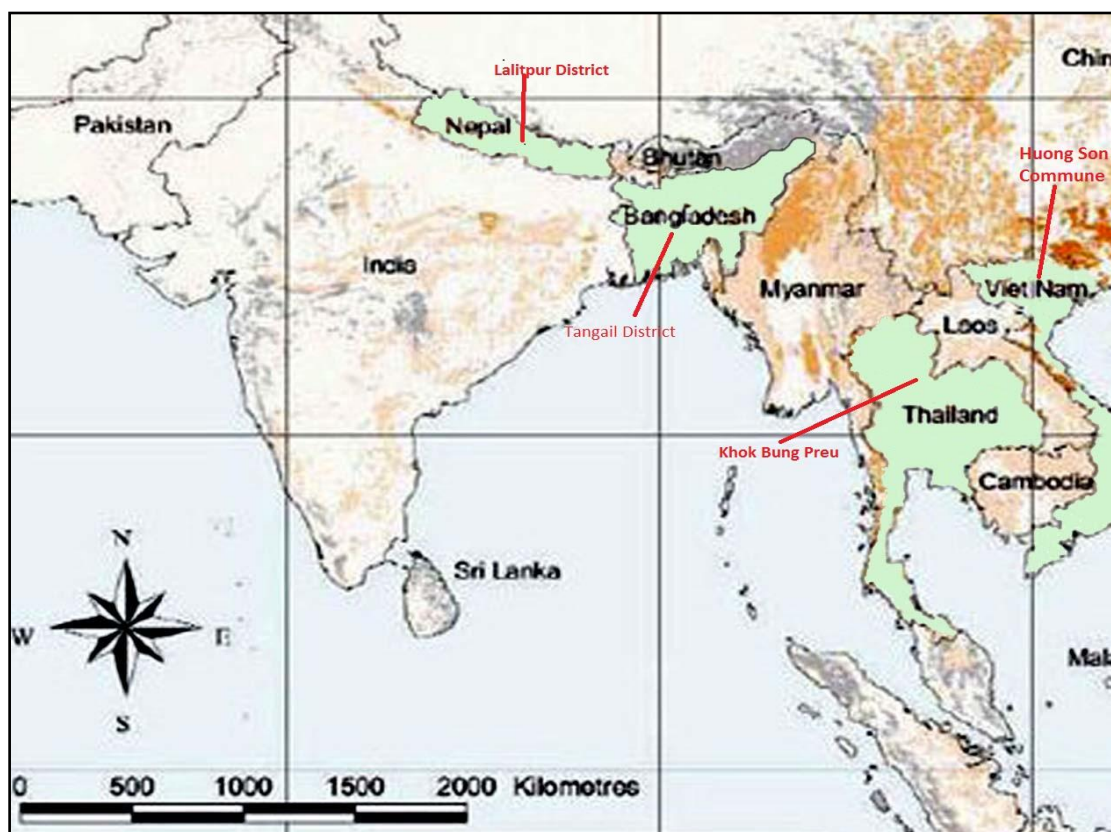 Lalitpur District
Chin
Pakistan
Nepal
Bhutan
Huong Son
Commune
Bangladesh
India
Myanmar
Viet Nam
Tangail District
Laos
Thailand
Khok Bung Preu
Cambodia
N
Sri Lanka
W
E
Mala
S
0 500 1000 1500 2000 Kilometres